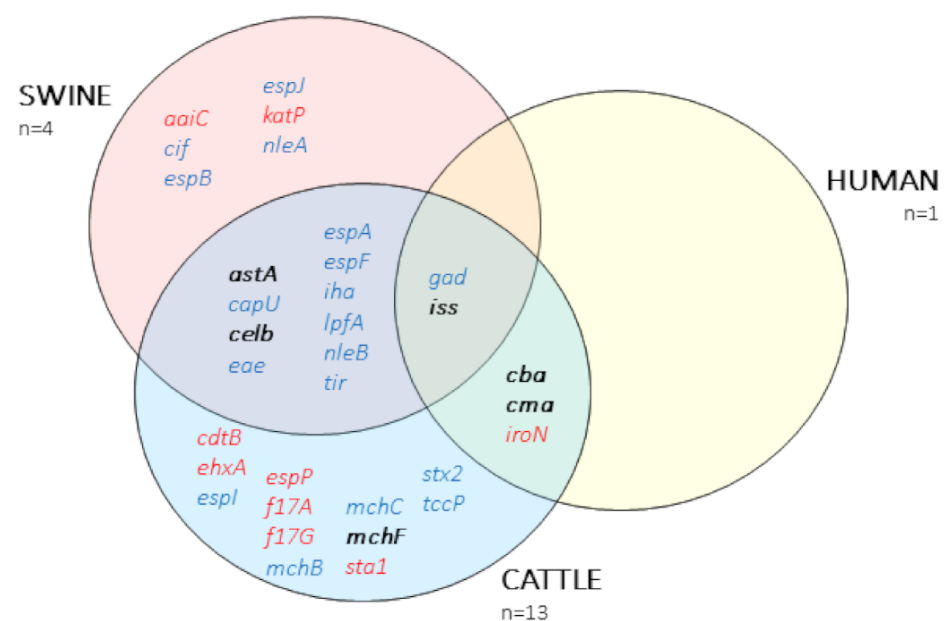 SWINE
n=4
aaiC
cif
espB
espJ
katP
nleA
HUMAN
n=1
astA
capU
celb
eae
espA
espF
iha
lpfA
nleB
tir
gad
iss
cba
cma
iroN
cdtB
ehxA
espI
espP
f17A
f17G
mchB
mchC
mchF
sta1
stx2
tccP
CATTLE
n=13